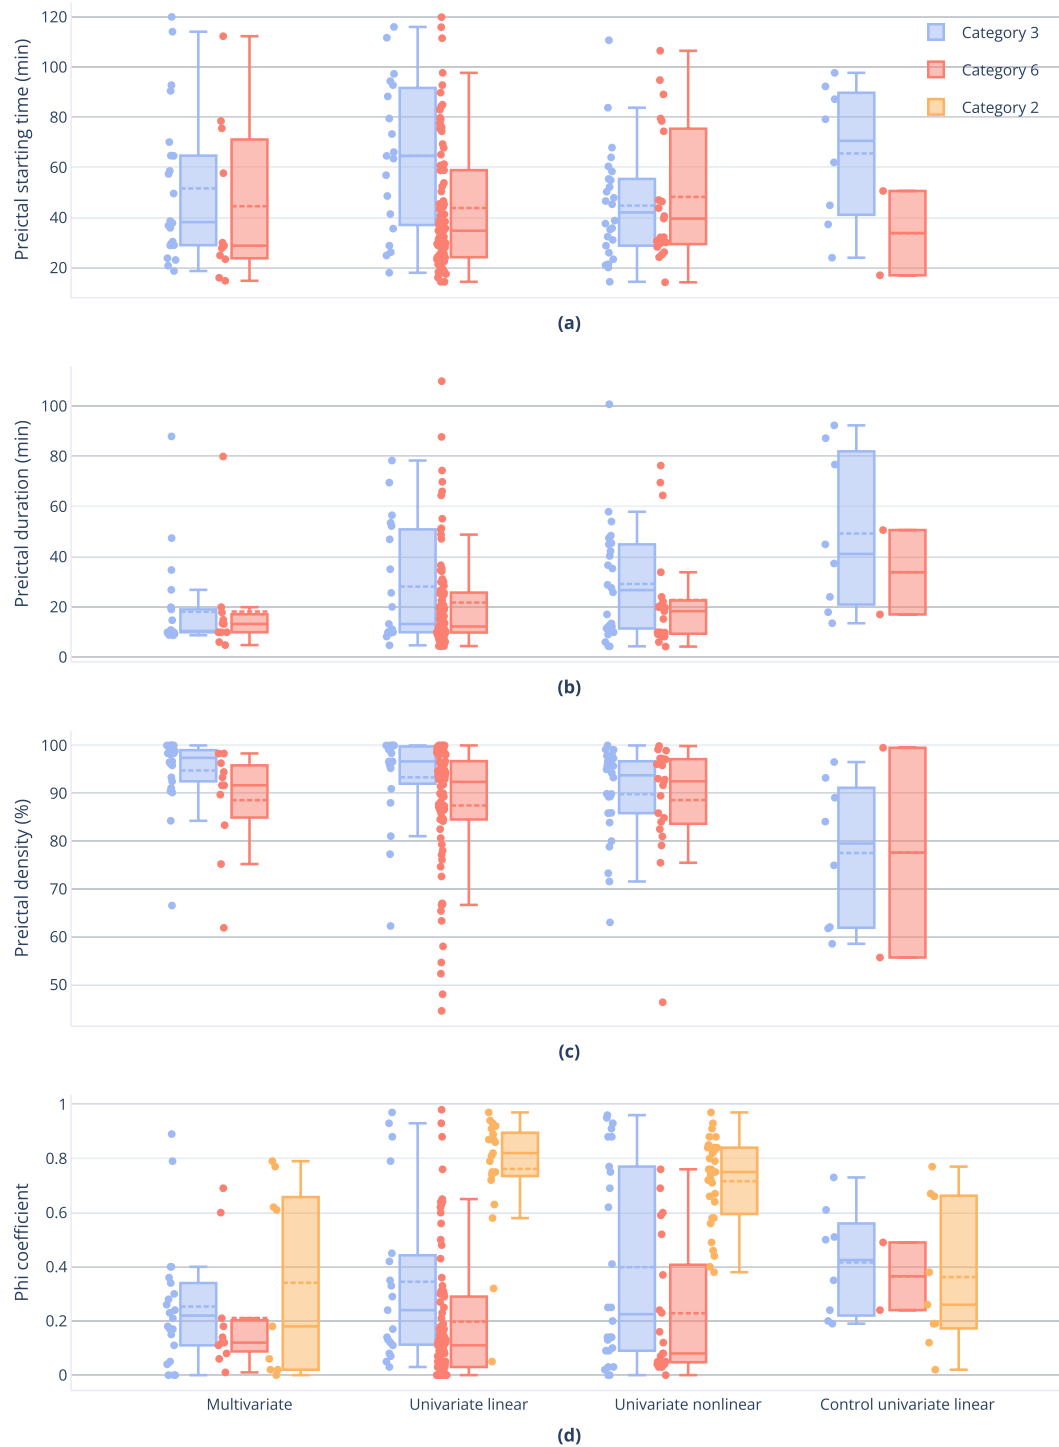 Preictal starting time (min)
120
100
80
60
40
20
Category 3
Category 6
Category 2
(a)
Preictal duration (min)
100
80
60
40
20
0
(b)
Preictal density (%)
100
90
80
70
60
50
(c)
Phi coefficient
1
0.8
0.6
0.4
0.2
0
Multivariate
Univariate linear
Univariate nonlinear
Control univariate linear
(d)